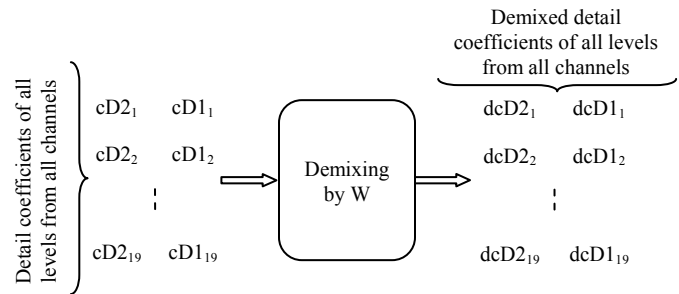 Demixed detail
coefficients of all levels
from all channels
Detail coefficients of all
levels from all channels
cD2₁ cD1₁
cD2₂ cD1₂
cD2₁₉ cD1₁₉
Demixing
by W
dcD2₁ dcD1₁
dcD2₂ dcD1₂
dcD2₁₉ dcD1₁₉